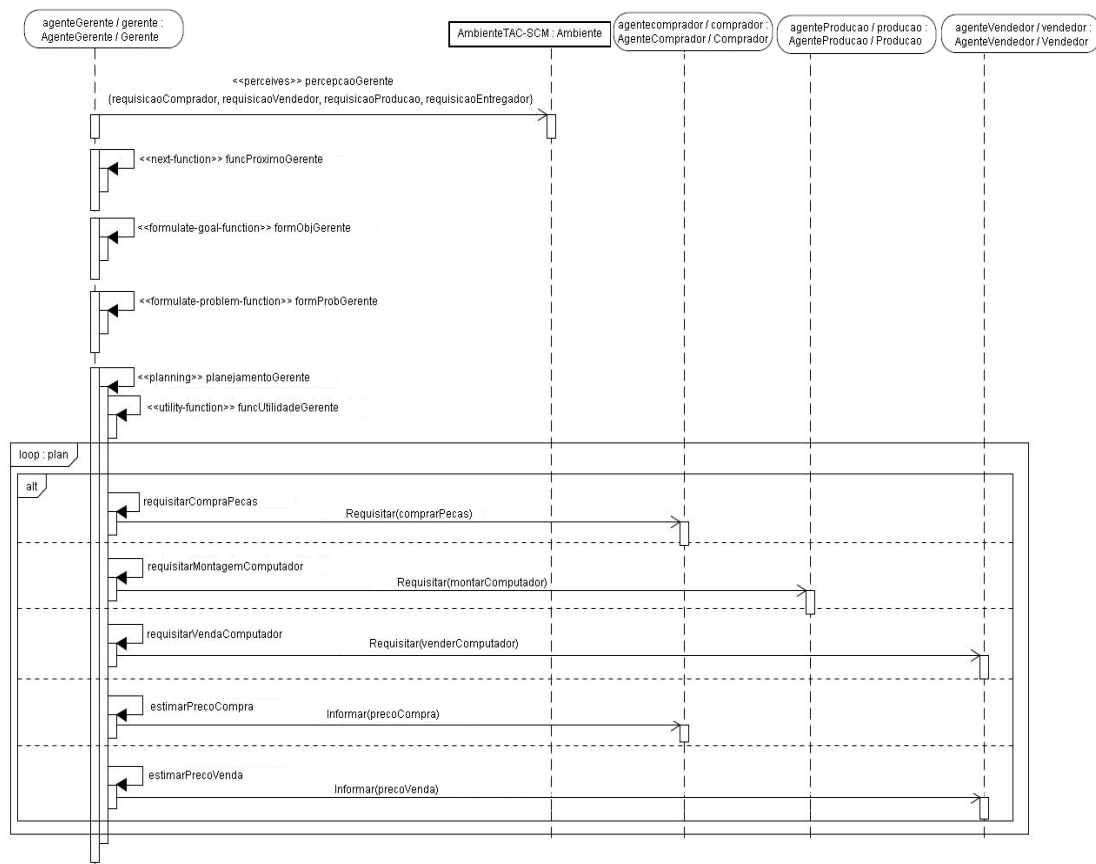 agenteGerente / gerente :
AgenteGerente / Gerente
AmbienteTAC-SCM : Ambiente
agentecomprador / comprador :
AgenteComprador / Comprador
agenteProducao / producao :
AgenteProducao / Producao
agenteVendedor / vendedor :
AgenteVendedor / Vendedor
<<perceives>> percepcaoGerente
{requisicaoComprador, requisicaoVendedor, requisicaoProducao, requisicaoEntregador}
<<next-function>> funcProximoGerente
<<formulate-goal-function>> formObjGerente
<<formulate-problem-function>> formProbGerente
<<planning>> planejamentoGerente
<<utility-function>> funcUtilidadeGerente
loop : plan
alt
requisitarCompraPecas
Requisitar(comprarPecas)
requisitarMontagemComputador
Requisitar(montarComputador)
requisitarVendaComputador
Requisitar(venderComputador)
estimarPrecoCompra
Informar(precoCompra)
estimarPrecoVenda
Informar(precoVenda)